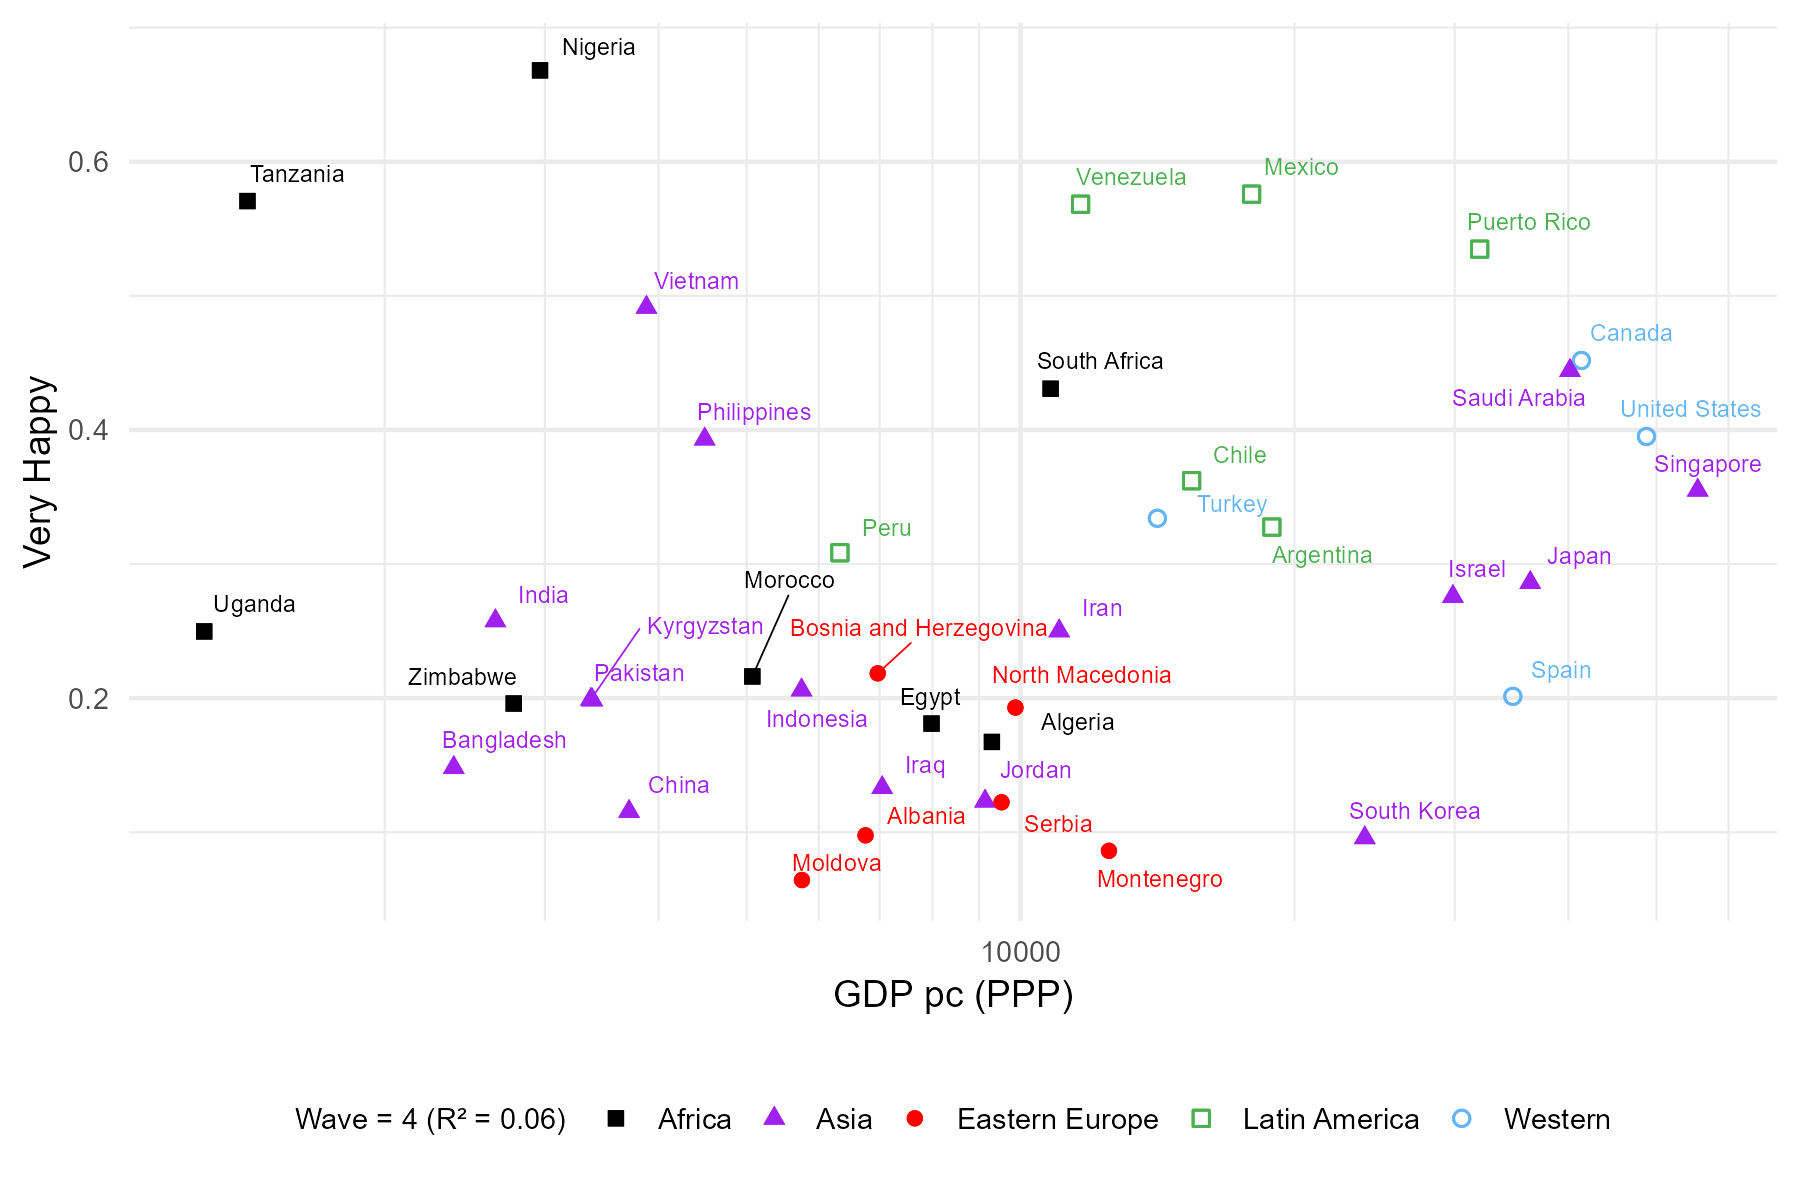 Nigeria
0.6
Tanzania
Venezuela
Mexico
Puerto Rico
Vietnam
Canada
South Africa
Saudi Arabia
United States
Philippines
0.4
Chile
Singapore
Turkey
Peru
Argentina
Very Happy
Morocco
Israel
Japan
Uganda
India
Iran
Kyrgyzstan
Bosnia and Herzegovina
Zimbabwe
Pakistan
North Macedonia
Spain
0.2
Egypt
Indonesia
Algeria
Bangladesh
Iraq
Jordan
China
Albania
Serbia
South Korea
Moldova
Montenegro
10000
GDP pc (PPP)
Wave = 4 (R² = 0.06) Africa Asia Eastern Europe Latin America Western